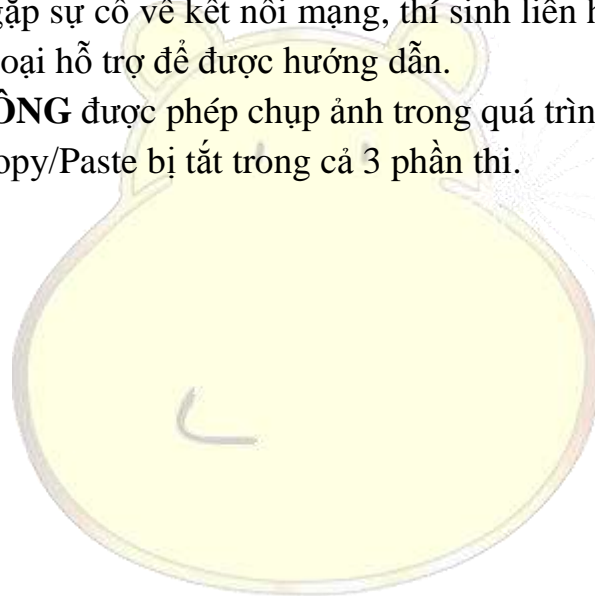 gặp sự cố về kết nối mạng, thí sinh liên h
oại hỗ trợ để được hướng dẫn.
ÔNG được phép chụp ảnh trong quá trìn
opy/Paste bị tắt trong cả 3 phần thi.